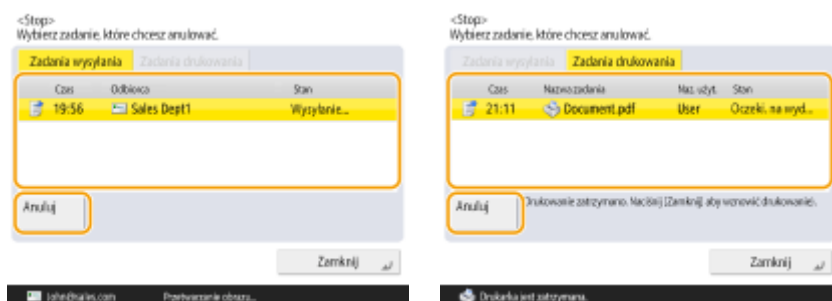 <Stop>
Wybierz zadanie, które chcesz anulować.
Zadania wysyłania Zadania drukowania
Czas Odbiorca Stan
19:56 Sales Dept1 Wysyłanie...
Anuluj
Zamknij
john@sales.com Przetwarzanie obrazu...
<Stop>
Wybierz zadanie, które chcesz anulować.
Zadania wysyłania Zadania drukowania
Czas Nazwa zadania Naz. użyt. Stan
21:11 Document.pdf User Oczeki. na wyd...
Anuluj Drukowanie zatrzymano. Naciśnij [Zamknij] aby wznowić drukowanie.
Zamknij
Drukarka jest zatrzymana.